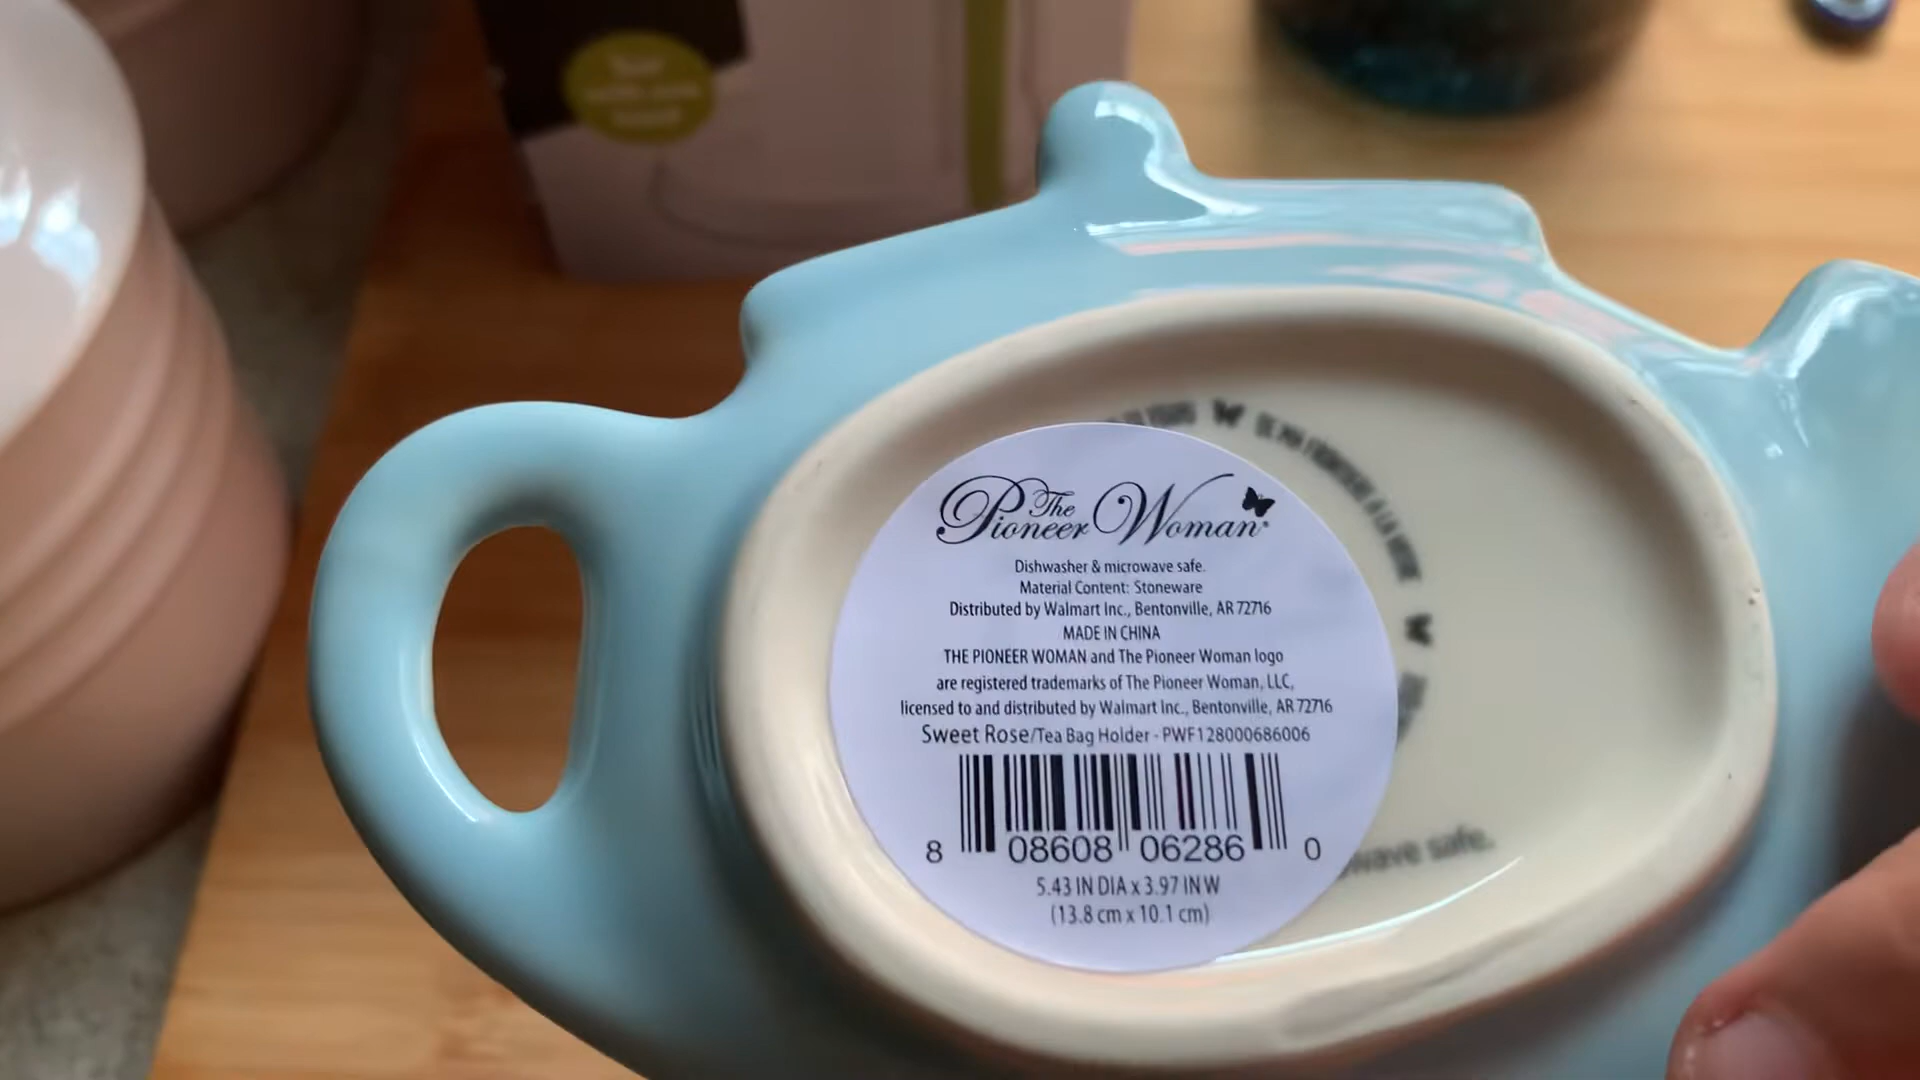 The
Pioneer Woman®
Dishwasher & microwave safe.
Material Content: Stoneware
Distributed by Walmart Inc., Bentonville, AR 72716
MADE IN CHINA
THE PIONEER WOMAN and The Pioneer Woman logo
are registered trademarks of The Pioneer Woman, LLC,
licensed to and distributed by Walmart Inc., Bentonville, AR 72716
Sweet Rose/Tea Bag Holder - PWF128000686006
8 08608 06286 0
5.43 IN DIA x 3.97 IN W
(13.8 cm x 10.1 cm)
safe.